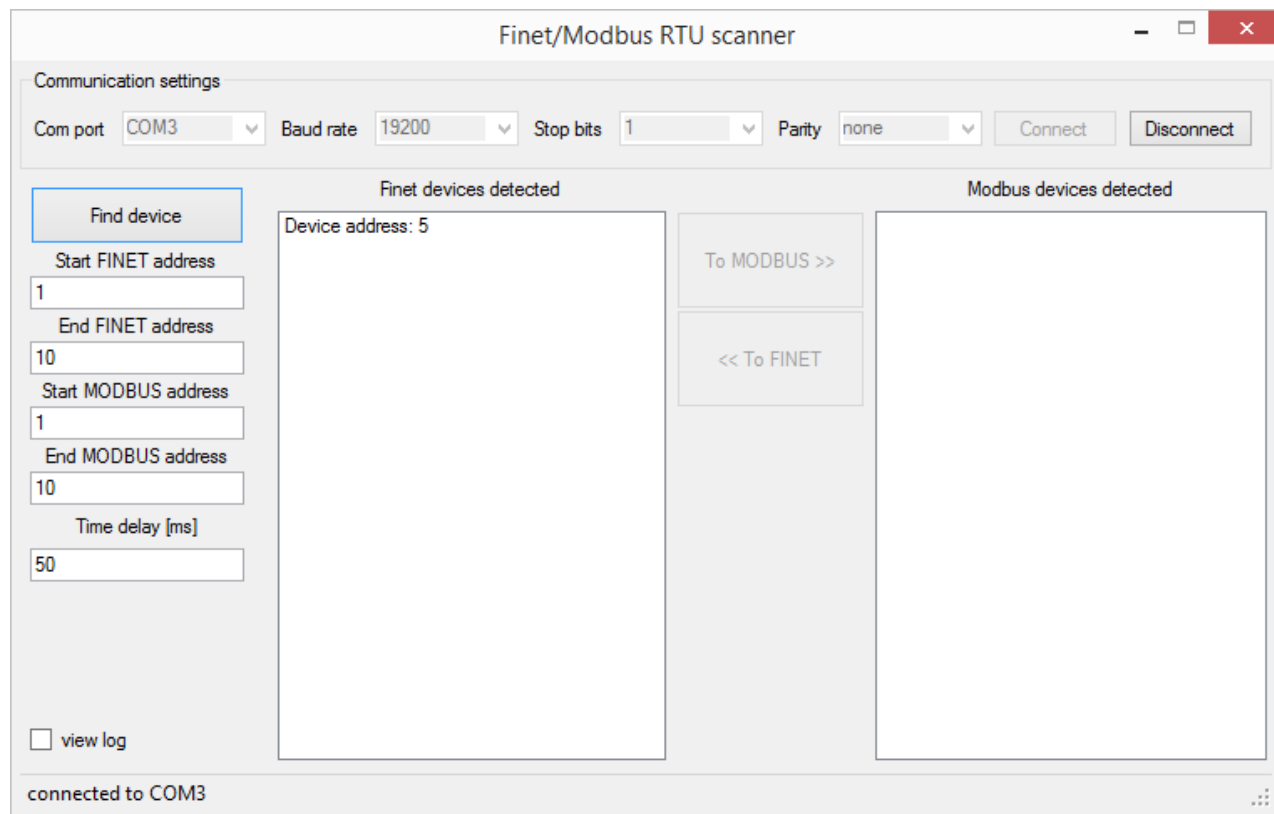 Finet/Modbus RTU scanner
Communication settings
Com port COM3 Baud rate 19200 Stop bits 1 Parity none Connect Disconnect
Find device
Start FINET address
1
End FINET address
10
Start MODBUS address
1
End MODBUS address
10
Time delay [ms]
50
view log
Finet devices detected
Device address: 5
To MODBUS >>
<< To FINET
Modbus devices detected
connected to COM3